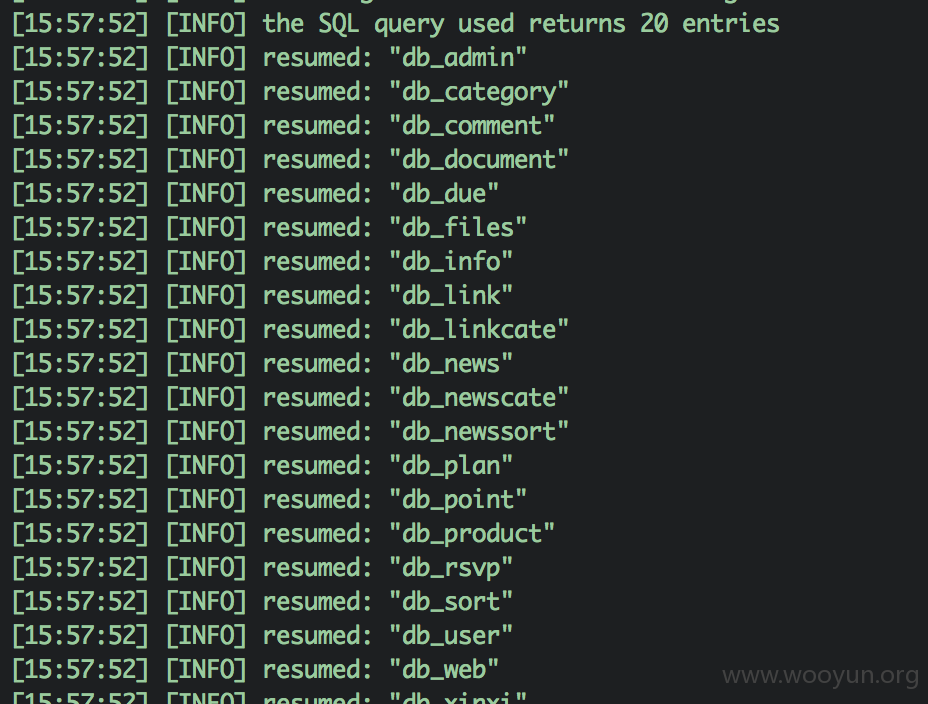 [15:57:52] [INFO] the SQL query used returns 20 entries
[15:57:52] [INFO] resumed: "db_admin"
[15:57:52] [INFO] resumed: "db_category"
[15:57:52] [INFO] resumed: "db_comment"
[15:57:52] [INFO] resumed: "db_document"
[15:57:52] [INFO] resumed: "db_due"
[15:57:52] [INFO] resumed: "db_files"
[15:57:52] [INFO] resumed: "db_info"
[15:57:52] [INFO] resumed: "db_link"
[15:57:52] [INFO] resumed: "db_linkcate"
[15:57:52] [INFO] resumed: "db_news"
[15:57:52] [INFO] resumed: "db_newscate"
[15:57:52] [INFO] resumed: "db_newssort"
[15:57:52] [INFO] resumed: "db_plan"
[15:57:52] [INFO] resumed: "db_point"
[15:57:52] [INFO] resumed: "db_product"
[15:57:52] [INFO] resumed: "db_rsvp"
[15:57:52] [INFO] resumed: "db_sort"
[15:57:52] [INFO] resumed: "db_user"
[15:57:52] [INFO] resumed: "db_web"
www.wooyun.org
[15:57:52] [INFO] resumed: "db_xinxi"